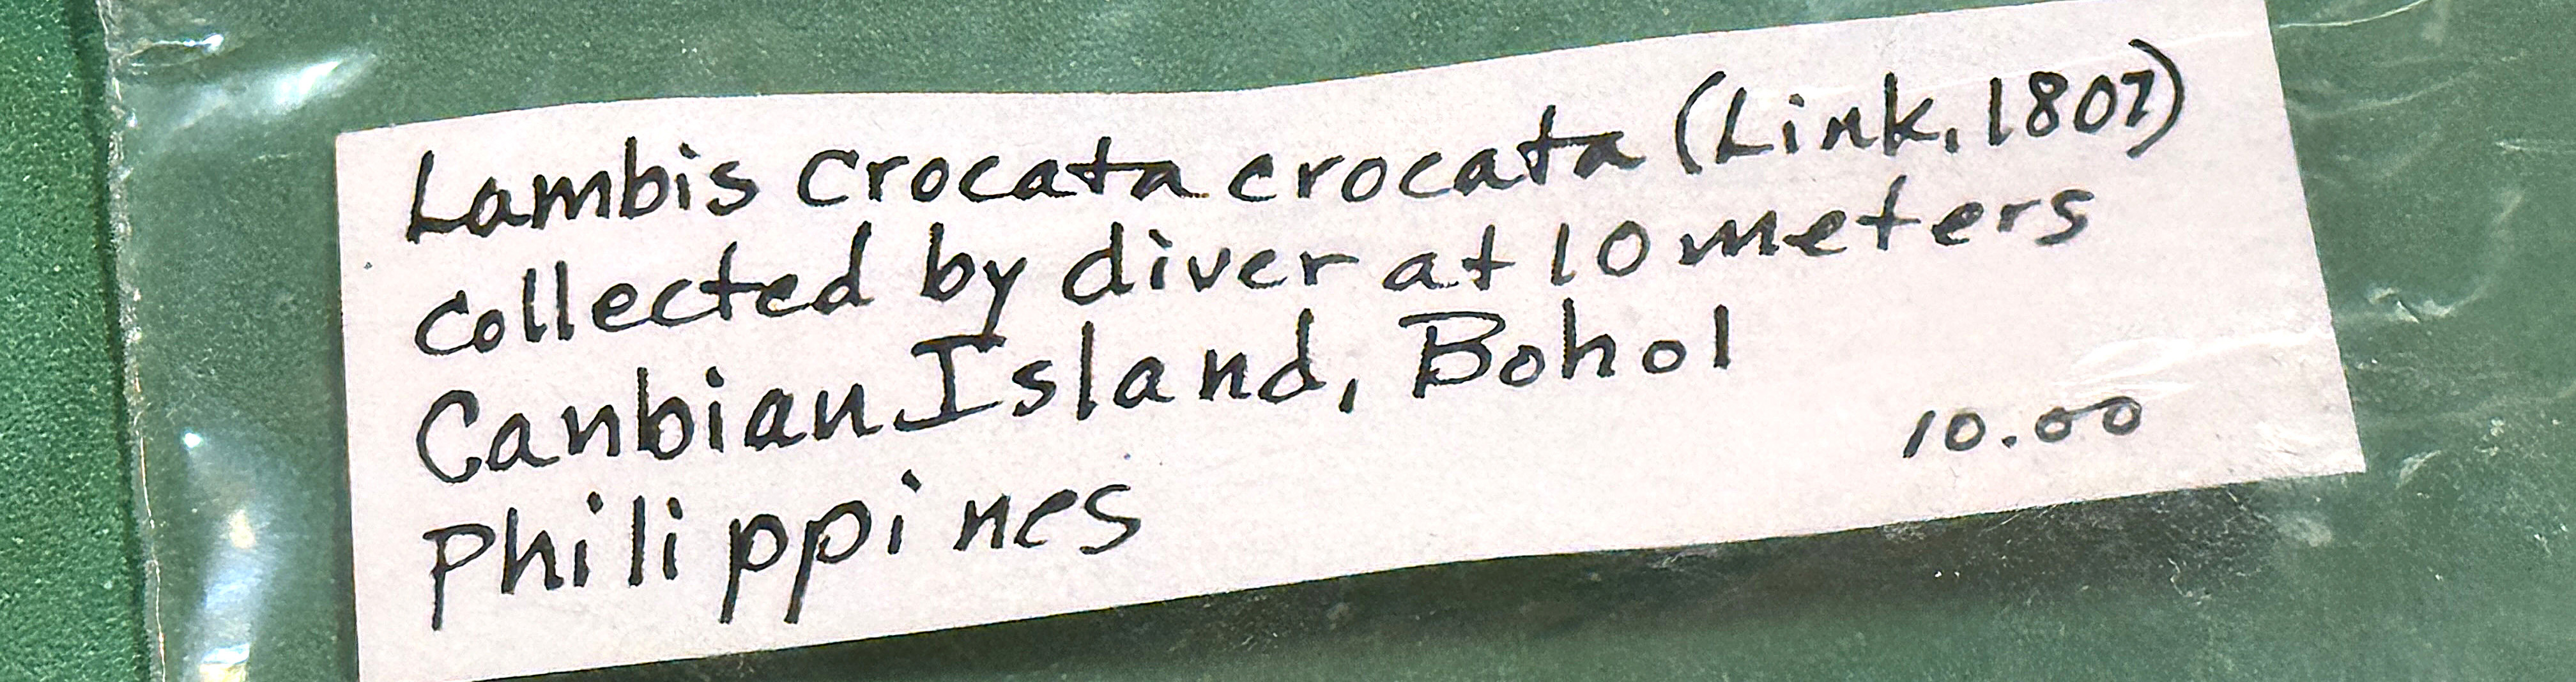 Lambis crocata crocata (Link, 1807)
collected by diver at 10 meters
Canbian Island, Bohol
10.00
Philippines